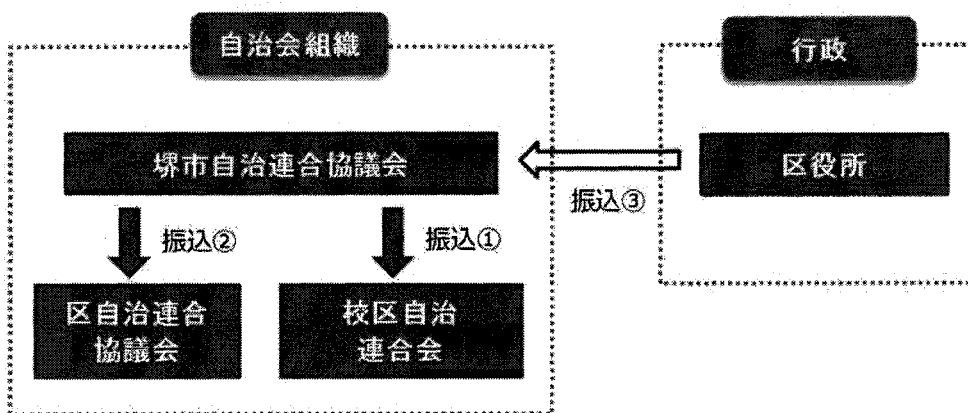 自治会組織
行政
堺市自治連合協議会
区役所
振込③
振込②
振込①
区自治連合
協議会
校区自治
連合会